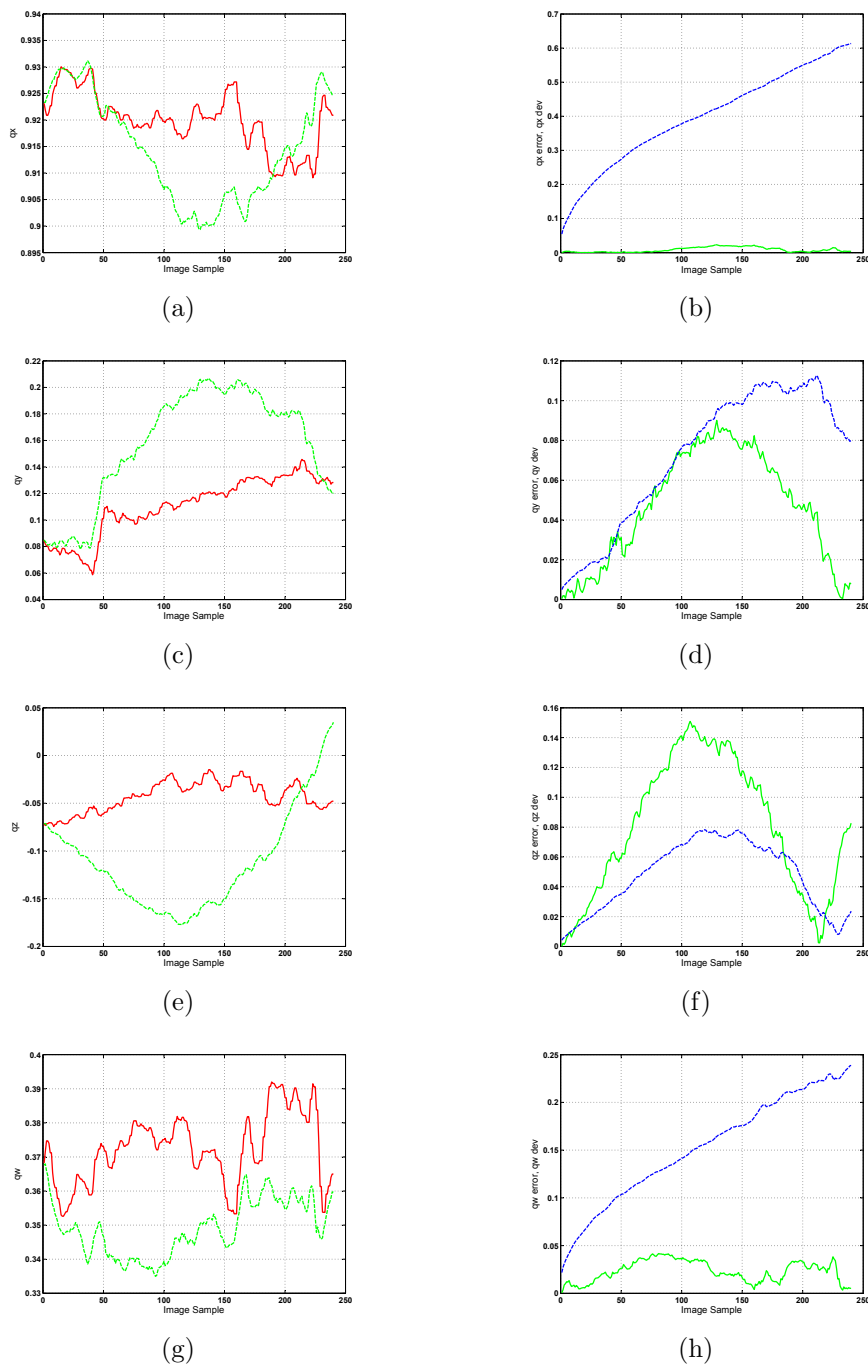 0.94
0.935
0.93
0.925
0.92
0.915
0.91
0.905
0.9
0.895
qx
0 50 100 150 200 250
Image Sample
(a)
0.7
0.6
0.5
0.4
0.3
0.2
0.1
0
qx error, qx dev
0 50 100 150 200 250
Image Sample
(b)
0.22
0.2
0.18
0.16
0.14
0.12
0.1
0.08
0.06
0.04
qy
0 50 100 150 200 250
Image Sample
(c)
0.12
0.1
0.08
0.06
0.04
0.02
0
qy error, qy dev
0 50 100 150 200 250
Image Sample
(d)
0.05
0
-0.05
-0.1
-0.15
-0.2
qz
0 50 100 150 200 250
Image Sample
(e)
0.16
0.14
0.12
0.1
0.08
0.06
0.04
0.02
0
qz error, qz dev
0 50 100 150 200 250
Image Sample
(f)
0.4
0.39
0.38
0.37
0.36
0.35
0.34
0.33
qw
0 50 100 150 200 250
Image Sample
(g)
0.25
0.2
0.15
0.1
0.05
0
qw error, qw dev
0 50 100 150 200 250
Image Sample
(h)